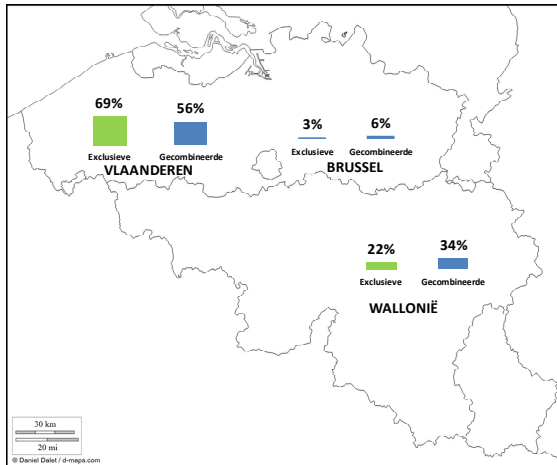 69%
56%
Exclusieve
Gecombineerde
VLAANDEREN
3%
6%
Exclusieve
Gecombineerde
BRUSSEL
22%
34%
Exclusieve
Gecombineerde
WALLONIË
30 km
20 mi
© Daniel Dalet / d-maps.com